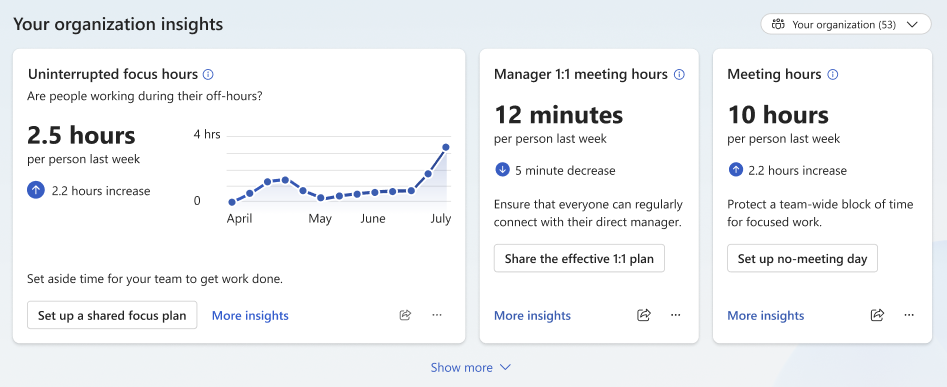 Your organization insights
Your organization (53)
Uninterrupted focus hours
Are people working during their off-hours?
2.5 hours
per person last week
2.2 hours increase
4 hrs
0
April May June July
Set aside time for your team to get work done.
Set up a shared focus plan
More insights
Manager 1:1 meeting hours
12 minutes
per person last week
5 minute decrease
Ensure that everyone can regularly
connect with their direct manager.
Share the effective 1:1 plan
More insights
Meeting hours
10 hours
per person last week
2.2 hours increase
Protect a team-wide block of time
for focused work.
Set up no-meeting day
More insights
Show more